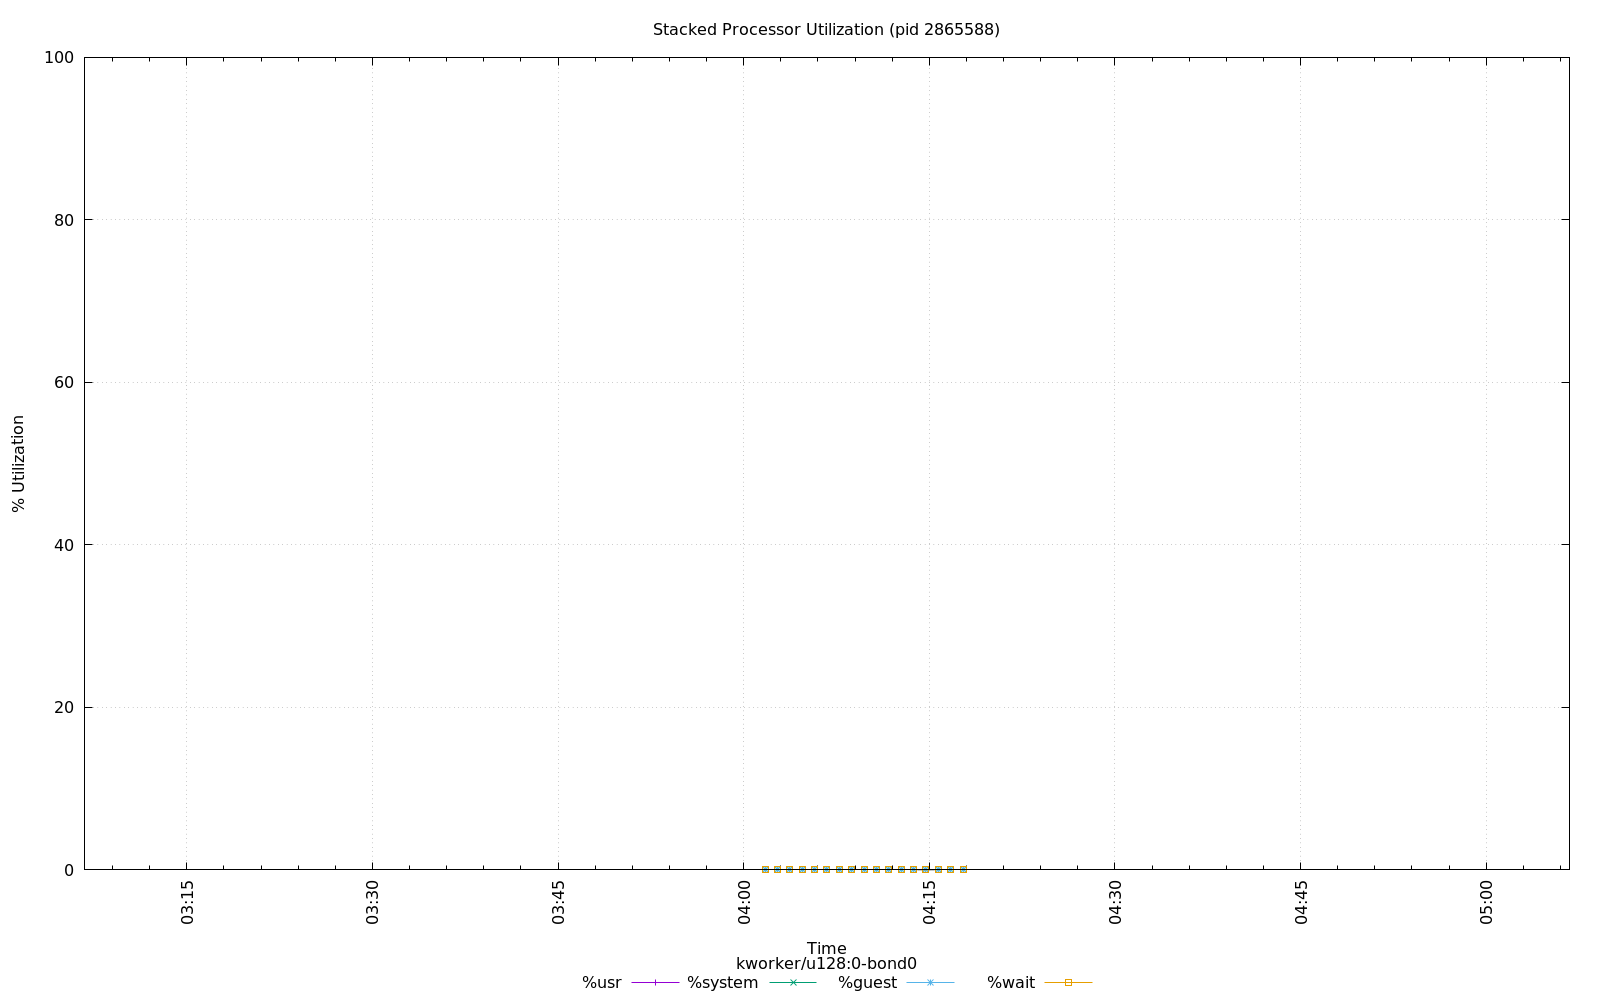 Stacked Processor Utilization (pid 2865588)
100
80
60
40
20
0
% Utilization
03:15
03:30
03:45
04:00
04:15
04:30
04:45
05:00
Time
kworker/u128:0-bond0
%usr %system %guest %wait